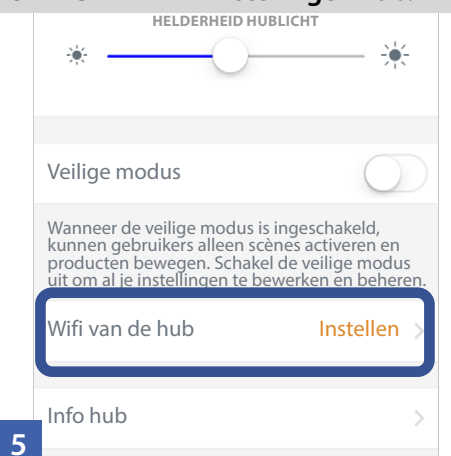 HELDERHEID HUBLICHT
Veilige modus
Wanneer de veilige modus is ingeschakeld,
kunnen gebruikers alleen scènes activeren en
producten bewegen. Schakel de veilige modus
uit om al je instellingen te bewerken en beheren.
Wifi van de hub Instellen
Info hub
5